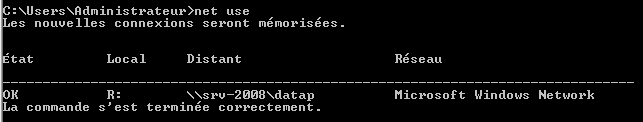 C:\Users\Administrateur>net use
Les nouvelles connexions seront mémorisées.
État Local Distant Réseau
-------------------------------------------------------------------------------
OK R: \\srv-2008\datap Microsoft Windows Network
La commande s'est terminée correctement.